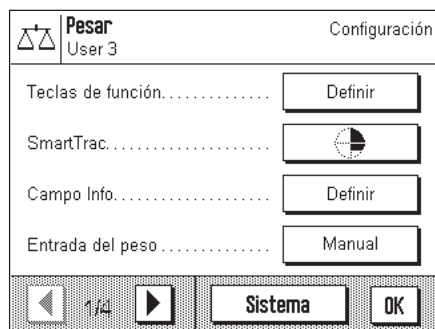 Pesar
User 3
Configuración
Teclas de función.............. Definir
SmartTrac....................
Campo Info................... Definir
Entrada del peso............. Manual
1/4 Sistema OK